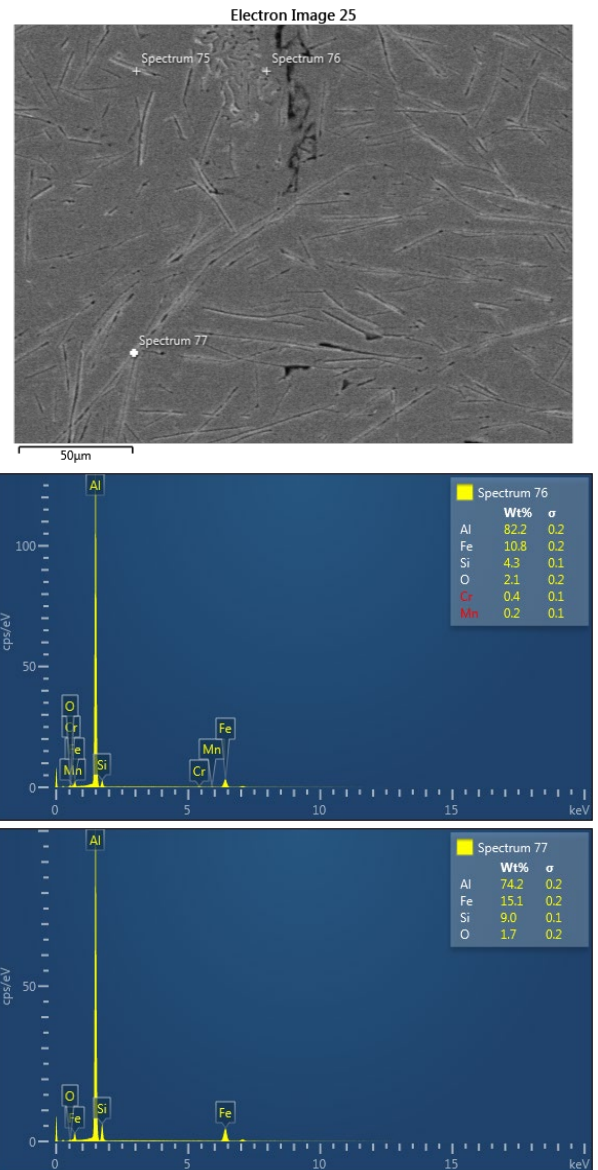 Electron Image 25
Spectrum 75
Spectrum 76
Spectrum 77
50µm
Spectrum 76
Wt% σ
Al 82.2 0.2
Fe 10.8 0.2
Si 4.3 0.1
O 2.1 0.2
Cr 0.4 0.1
Mn 0.2 0.1
Al
100
cps/eV
50
O
Cr
Fe
Fe
Mn
Mn
Si
Cr
0
0 5 10 15 keV
Spectrum 77
Wt% σ
Al 74.2 0.2
Fe 15.1 0.2
Si 9.0 0.1
O 1.7 0.2
Al
cps/eV
50
O
Fe
Si
Fe
0
0 5 10 15 keV